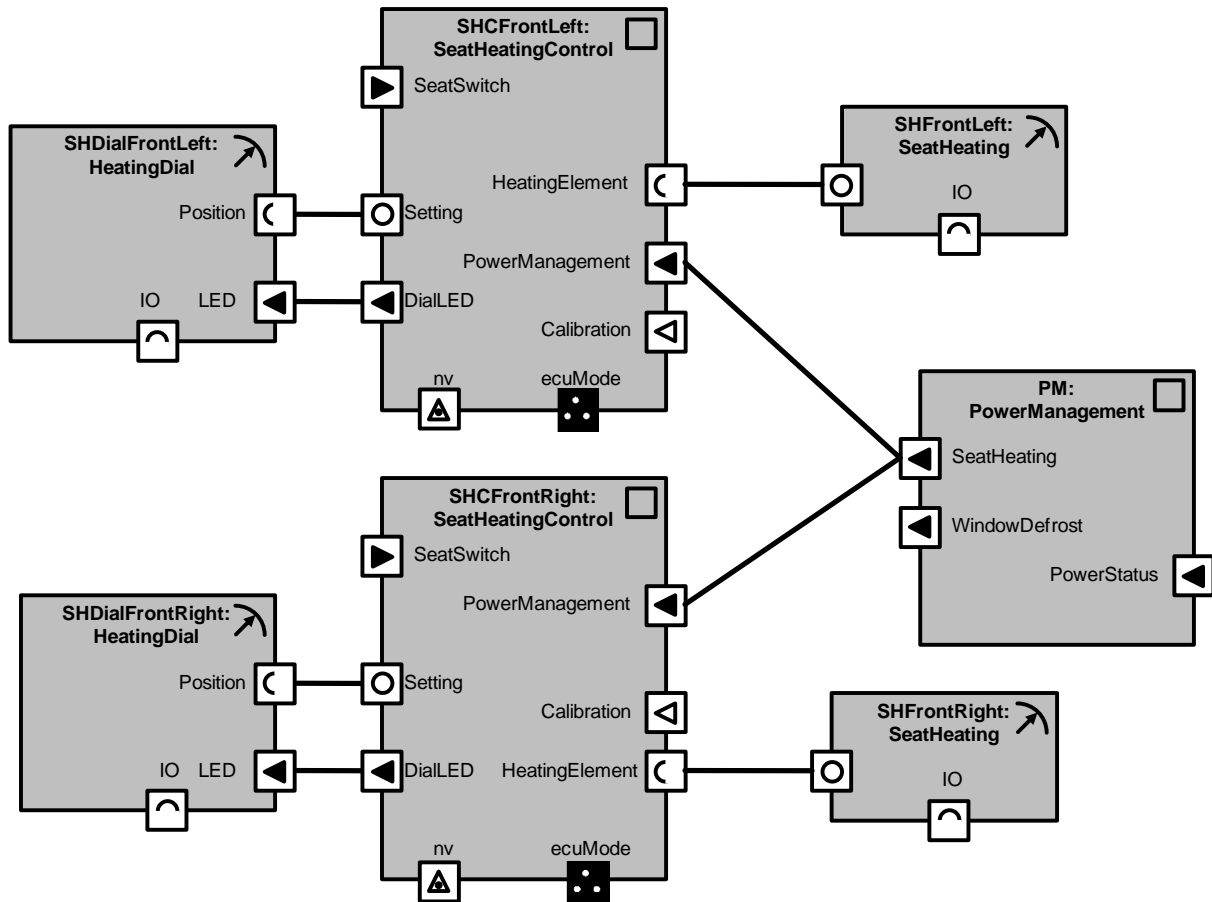 SHCFrontLeft:
SeatHeatingControl
SeatSwitch
SHDialFrontLeft:
HeatingDial
SHFrontLeft:
SeatHeating
HeatingElement
IO
Position
Setting
PowerManagement
IO
LED
DialLED
Calibration
nv
ecuMode
PM:
PowerManagement
SeatHeating
WindowDefrost
PowerStatus
SHCFrontRight:
SeatHeatingControl
SeatSwitch
PowerManagement
SHDialFrontRight:
HeatingDial
Position
Setting
Calibration
SHFrontRight:
SeatHeating
IO
LED
DialLED
HeatingElement
IO
nv
ecuMode